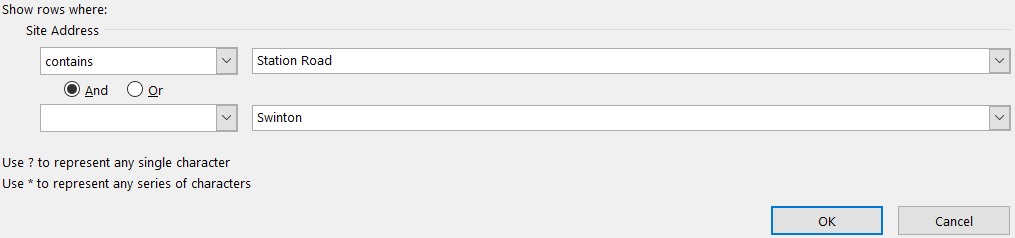 Show rows where:
Site Address
contains Station Road
And Or
Swinton
Use ? to represent any single character
Use * to represent any series of characters
OK Cancel